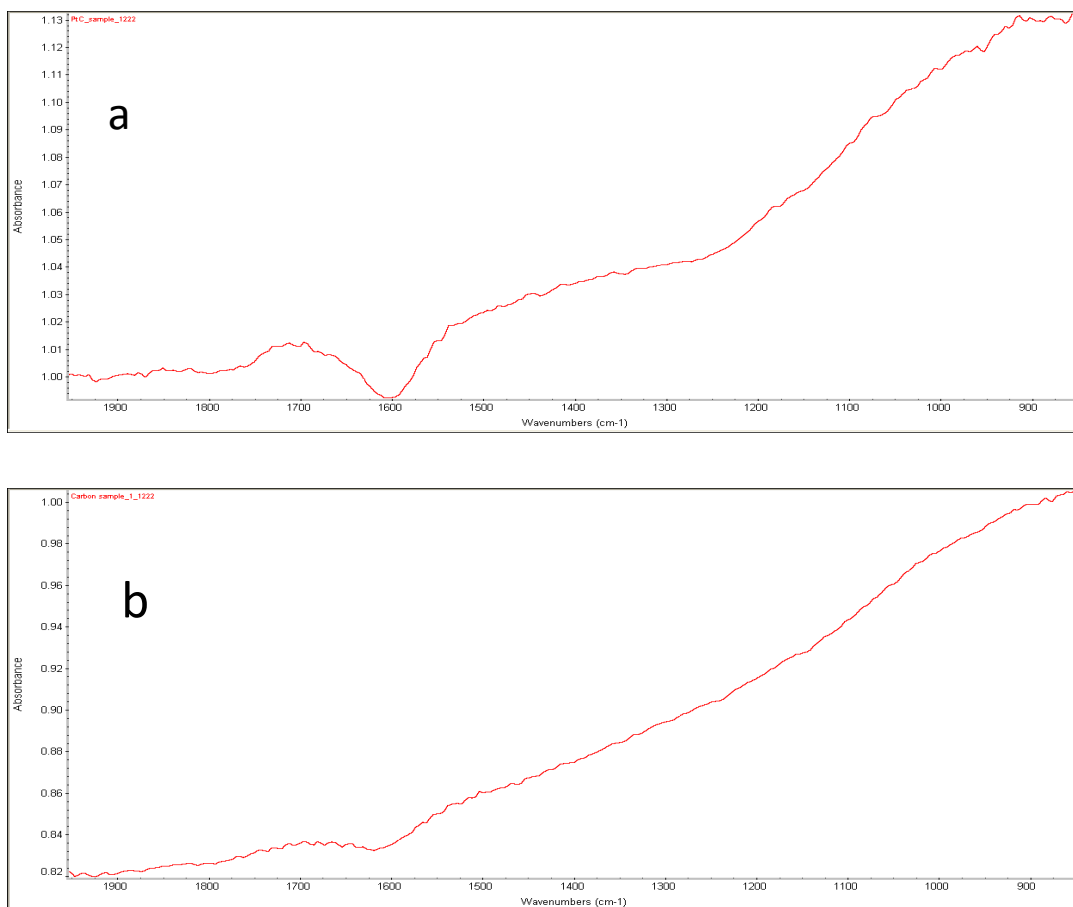 PtC_sample_1222
a
1.13
1.12
1.11
1.10
1.09
1.08
1.07
1.06
1.05
1.04
1.03
1.02
1.01
1.00
Absorbance
1900 1800 1700 1600 1500 1400 1300 1200 1100 1000 900
Wavenumbers (cm-1)
Carbon sample_1_1222
b
1.00
0.98
0.96
0.94
0.92
0.90
0.88
0.86
0.84
0.82
Absorbance
1900 1800 1700 1600 1500 1400 1300 1200 1100 1000 900
Wavenumbers (cm-1)